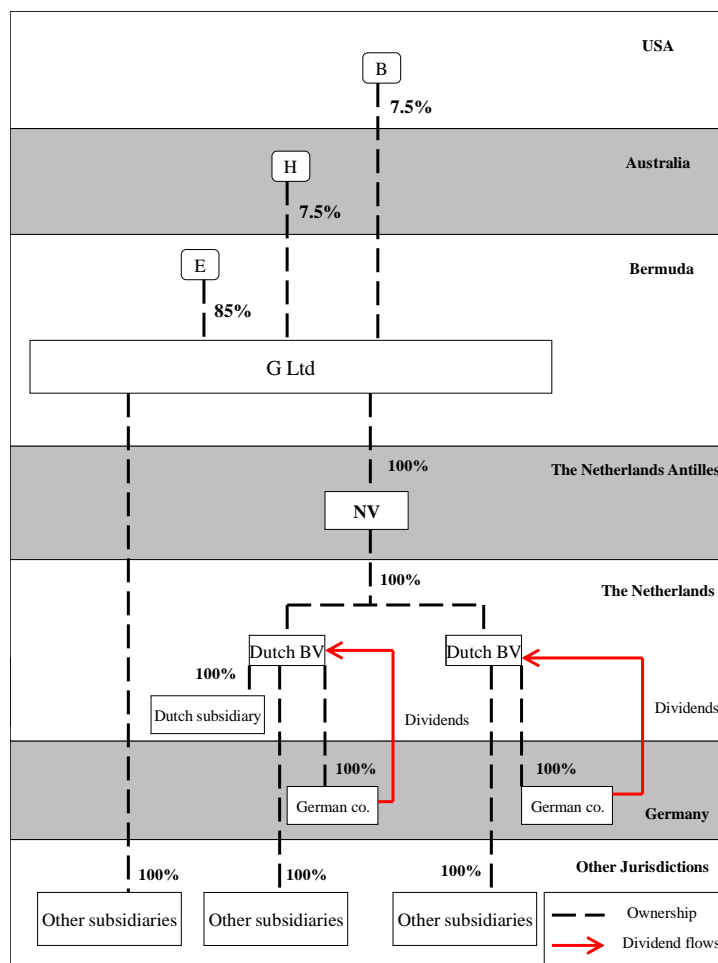 USA
B
7.5%
Australia
H
7.5%
Bermuda
E
85%
G Ltd
100%
The Netherlands Antilles
NV
100%
The Netherlands
Dutch BV
Dutch BV
100%
Dutch subsidiary
Dividends
Dividends
100%
100%
German co.
German co.
Germany
Other Jurisdictions
100%
100%
100%
Other subsidiaries
Other subsidiaries
Other subsidiaries
Ownership
Dividend flows